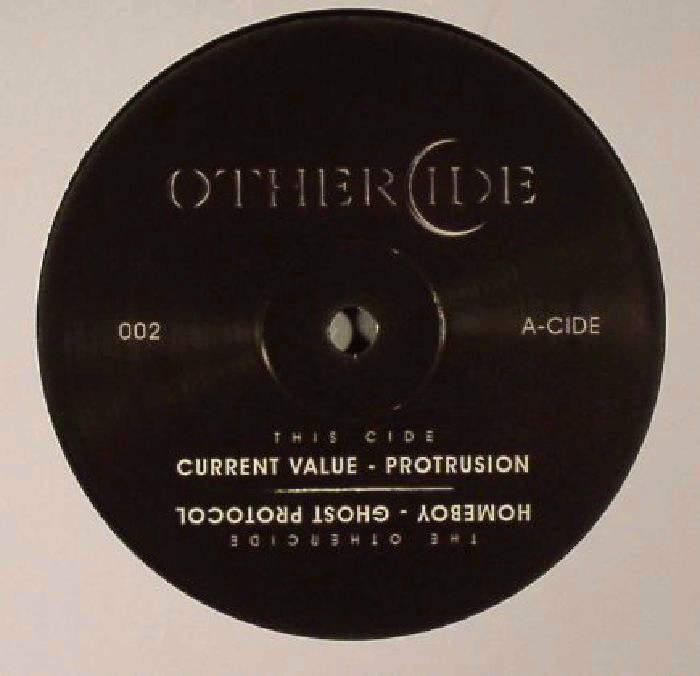 OTHERCIDE
002
A-CIDE
THIS CIDE
CURRENT VALUE - PROTRUSION
HOMEBOY - GHOST PROTOCOL
THE OTHERCIDE